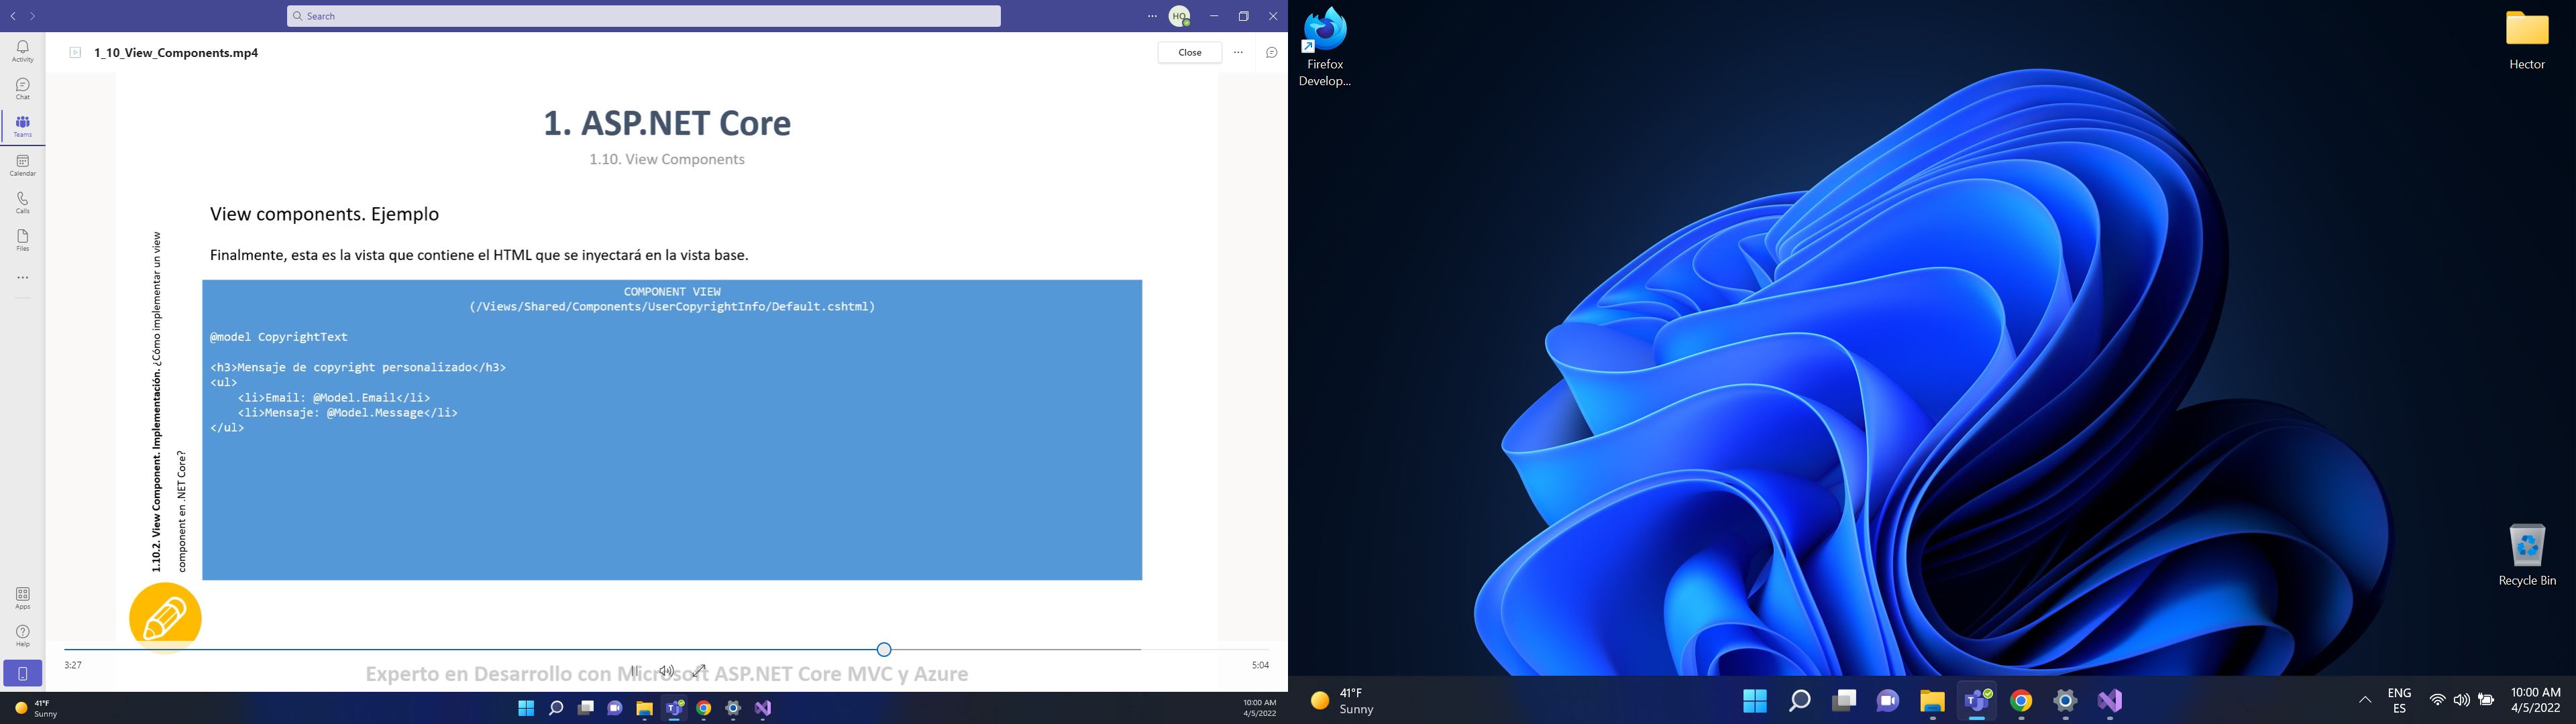 Search
HQ
Activity
Chat
Teams
Calendar
Calls
Files
Apps
Help
1_10_View_Components.mp4
Close
1. ASP.NET Core
1.10. View Components
View components. Ejemplo
Finalmente, esta es la vista que contiene el HTML que se inyectará en la vista base.
1.10.2. View Component. Implementación. ¿Cómo implementar un view
component en .NET Core?
COMPONENT VIEW
(/Views/Shared/Components/UserCopyrightInfo/Default.cshtml)
@model CopyrightText
<h3>Mensaje de copyright personalizado</h3>
<ul>
<li>Email: @Model.Email</li>
<li>Mensaje: @Model.Message</li>
</ul>
3:27
5:04
Experto en Desarrollo con Microsoft ASP.NET Core MVC y Azure
41°F
Sunny
10:00 AM
4/5/2022
Firefox
Develop...
Hector
Recycle Bin
41°F
Sunny
ENG
ES
10:00 AM
4/5/2022